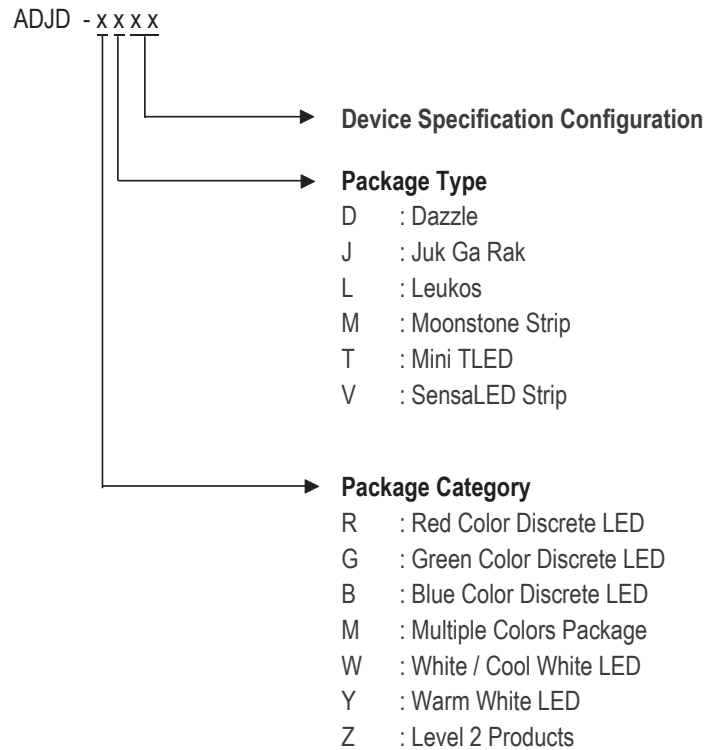 ADJD - x x x x
Device Specification Configuration
Package Type
D : Dazzle
J : Juk Ga Rak
L : Leukos
M : Moonstone Strip
T : Mini TLED
V : SensaLED Strip
Package Category
R : Red Color Discrete LED
G : Green Color Discrete LED
B : Blue Color Discrete LED
M : Multiple Colors Package
W : White / Cool White LED
Y : Warm White LED
Z : Level 2 Products